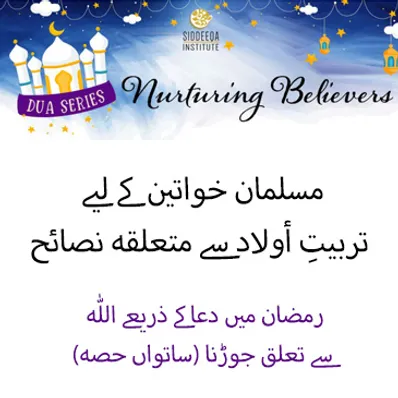 SIDDEEQA
INSTITUTE
DUA SERIES
Nurturing Believers
مسلمان خواتین کے لیے
تربیتِ أولاد سے متعلقہ نصائح
رمضان میں دعا کے ذریعے اللہ
سے تعلق جوڑنا (ساتواں حصہ)